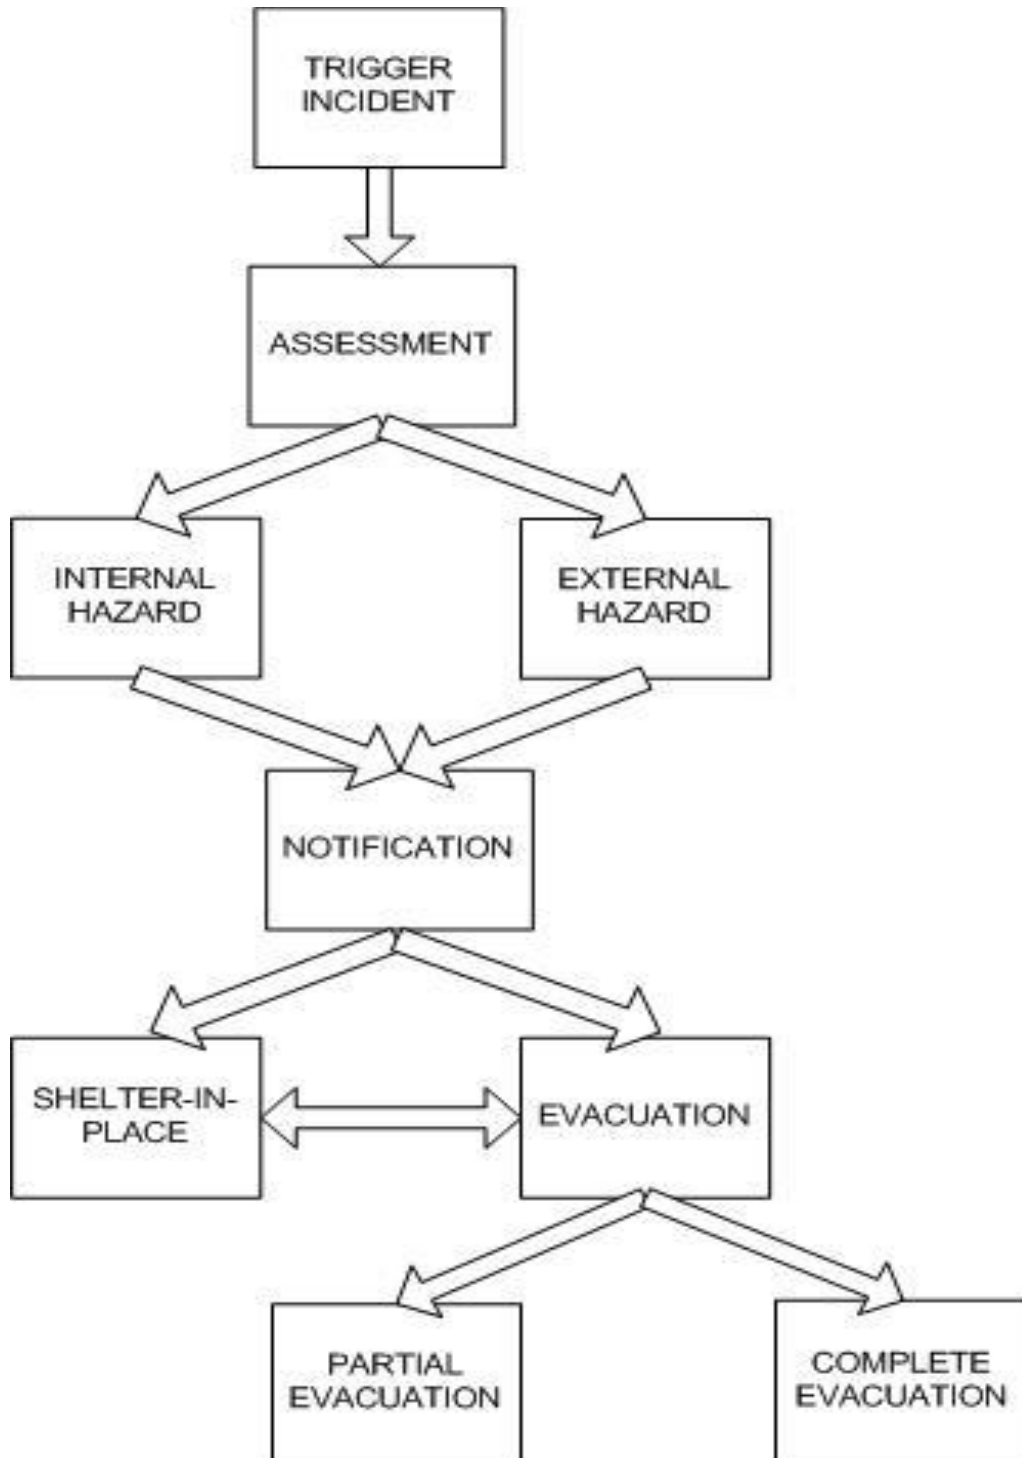 TRIGGER
INCIDENT
ASSESSMENT
INTERNAL
HAZARD
EXTERNAL
HAZARD
NOTIFICATION
SHELTER-IN-
PLACE
EVACUATION
PARTIAL
EVACUATION
COMPLETE
EVACUATION